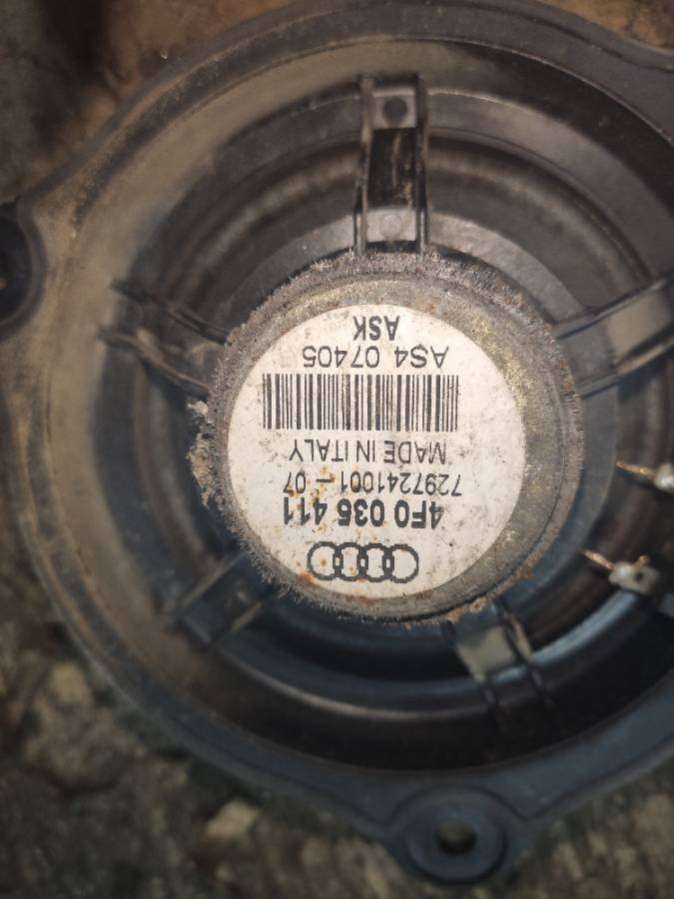 4F0 035 411
7297241001-07
MADE IN ITALY
AS4 07405
ASK